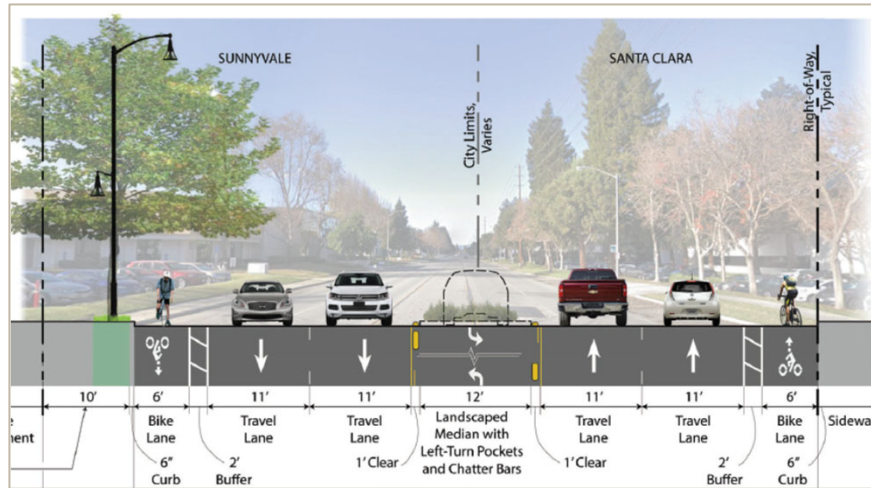 SUNNYVALE
SANTA CLARA
City Limits,
Varies
Right-of-Way,
Typical
10'
6'
11'
11'
12'
11'
11'
6'
Bike
Lane
Travel
Lane
Travel
Lane
Landscaped
Median with
Left-Turn Pockets
and Chatter Bars
Travel
Lane
Travel
Lane
Bike
Lane
6"
Curb
2'
Buffer
1' Clear
1' Clear
2'
Buffer
6"
Curb